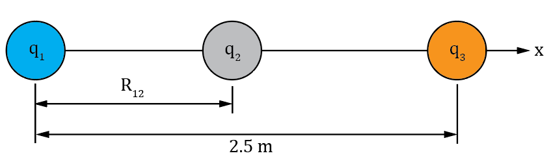 q₁ q₂ q₃ x
R₁₂
2.5 m